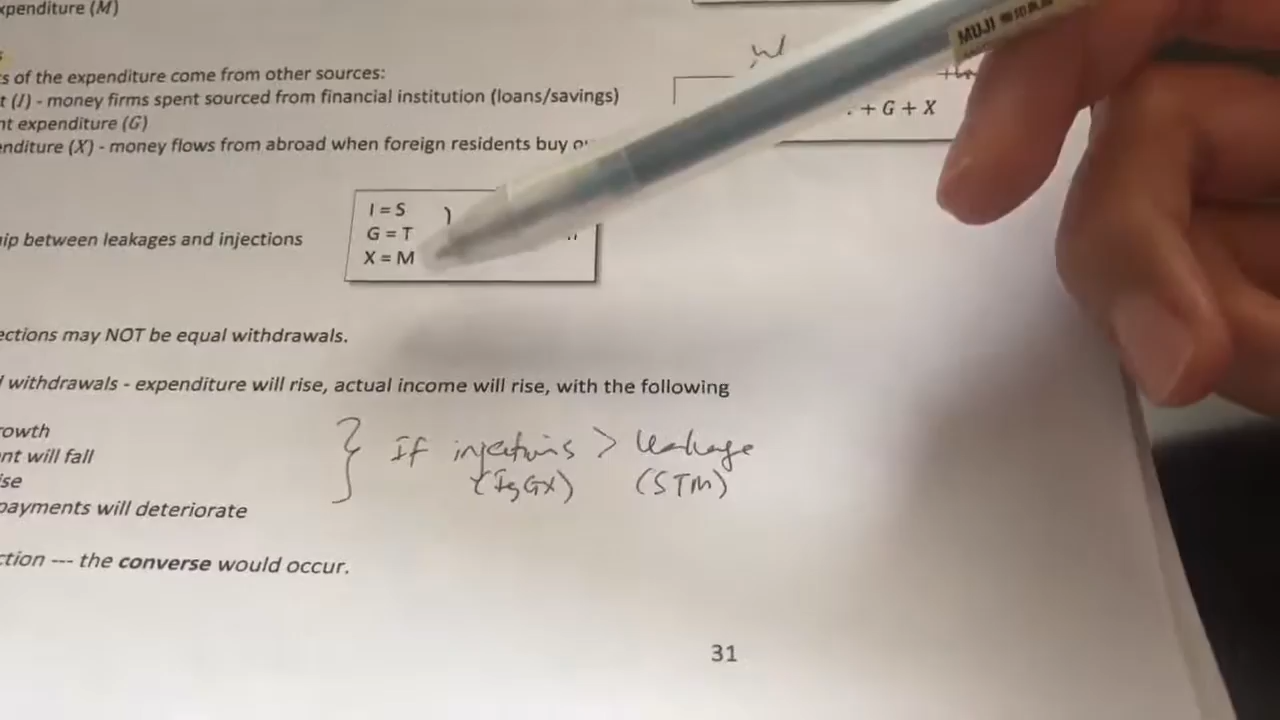 xpenditure (M)
s of the expenditure come from other sources:
t (I) - money firms spent sourced from financial institution (loans/savings)
nt expenditure (G)
enditure (X) - money flows from abroad when foreign residents buy
+ G + X
MUJI
I = S
G = T
X = M
ip between leakages and injections
ections may NOT be equal withdrawals.
withdrawals - expenditure will rise, actual income will rise, with the following
owth
nt will fall
ise
payments will deteriorate
If injections > leakage
(STM)
ction --- the converse would occur.
31